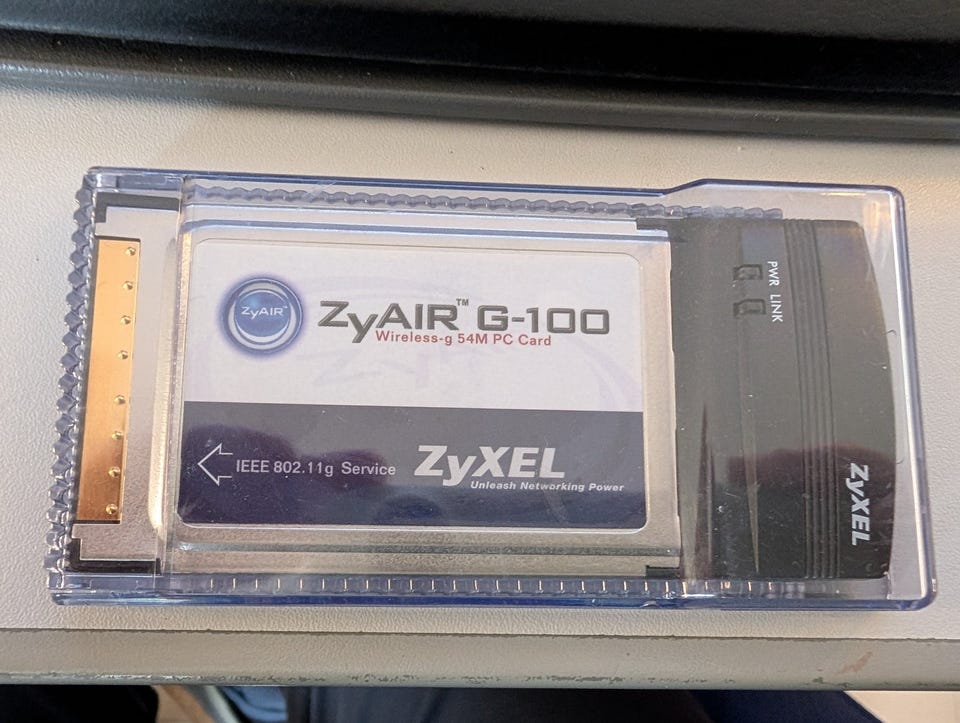 ZyAIR
ZyAIR™ G-100
Wireless-g 54M PC Card
IEEE 802.11g Service
ZyXEL
Unleash Networking Power
PWR LINK
ZyXEL